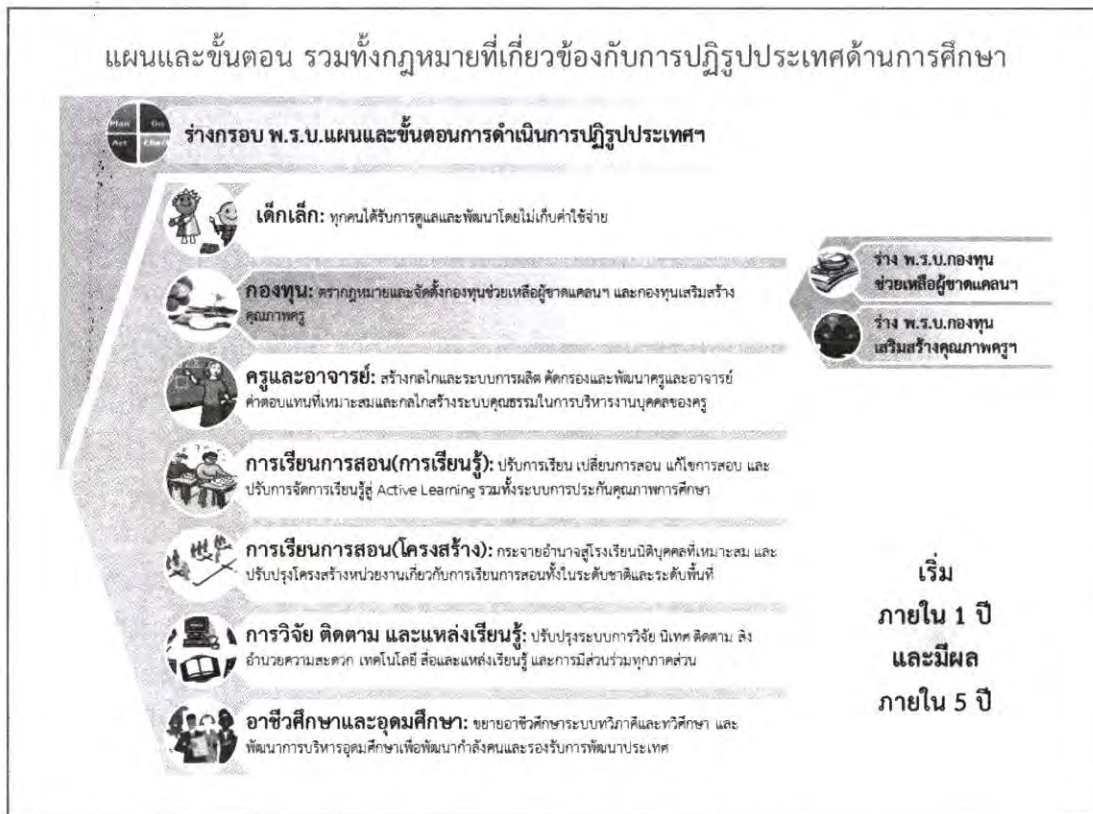 แผนและขั้นตอน รวมทั้งกฎหมายที่เกี่ยวข้องกับการปฏิรูปประเทศด้านการศึกษา
Plan Do
Act Check
ร่างกรอบ พ.ร.บ.แผนและขั้นตอนการดำเนินการปฏิรูปประเทศฯ
เด็กเล็ก: ทุกคนได้รับการดูแลและพัฒนาโดยไม่เก็บค่าใช้จ่าย
กองทุน: ตรากฎหมายและจัดตั้งกองทุนช่วยเหลือผู้ขาดแคลนฯ และกองทุนเสริมสร้าง
คุณภาพครู
ร่าง พ.ร.บ.กองทุน
ช่วยเหลือผู้ขาดแคลนฯ
ร่าง พ.ร.บ.กองทุน
เสริมสร้างคุณภาพครูฯ
ครูและอาจารย์: สร้างกลไกและระบบการผลิต คัดกรองและพัฒนาครูและอาจารย์
ค่าตอบแทนที่เหมาะสมและกลไกสร้างระบบคุณธรรมในการบริหารงานบุคคลของครู
การเรียนการสอน(การเรียนรู้): ปรับการเรียน เปลี่ยนการสอน แก้ไขการสอบ และ
ปรับการจัดการเรียนรู้สู่ Active Learning รวมทั้งระบบการประกันคุณภาพการศึกษา
การเรียนการสอน(โครงสร้าง): กระจายอำนาจสู่โรงเรียนนิติบุคคลที่เหมาะสม และ
ปรับปรุงโครงสร้างหน่วยงานเกี่ยวกับการเรียนการสอนทั้งในระดับชาติและระดับพื้นที่
การวิจัย ติดตาม และแหล่งเรียนรู้: ปรับปรุงระบบการวิจัย นิเทศ ติดตาม สิ่ง
อำนวยความสะดวก เทคโนโลยี สื่อและแหล่งเรียนรู้ และการมีส่วนร่วมทุกภาคส่วน
อาชีวศึกษาและอุดมศึกษา: ขยายอาชีวศึกษาระบบทวิภาคีและทวิศึกษา และ
พัฒนาการบริหารอุดมศึกษาเพื่อพัฒนากำลังคนและรองรับการพัฒนาประเทศ
เริ่ม
ภายใน 1 ปี
และมีผล
ภายใน 5 ปี